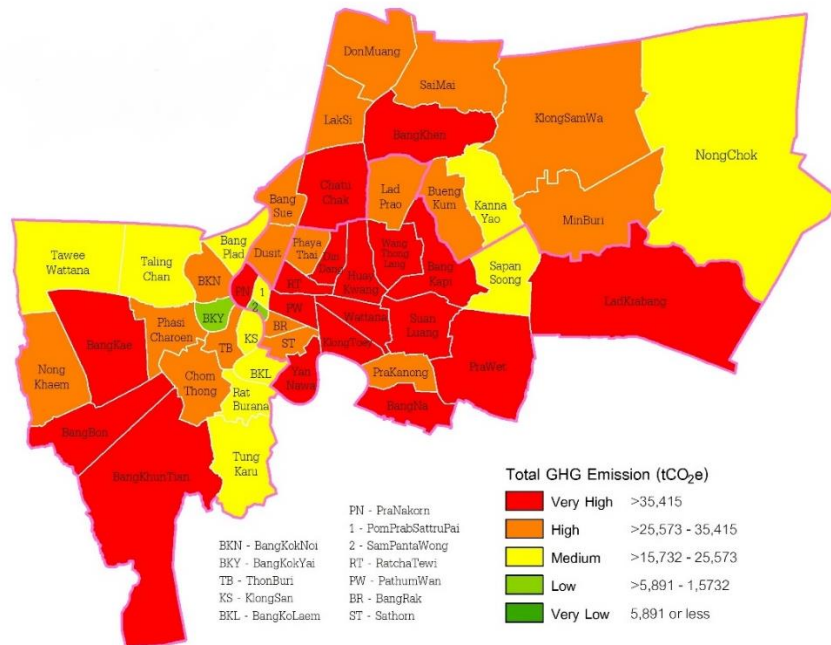 DonMuang
SaiMai
LakSi
KlongSamWa
BangKhen
NongChok
Chatu
Chak
Lad
Prao
Bueng
Kum
Kanna
Yao
MinBuri
Bang
Sue
Bang
Plad
Dusit
Phaya
Thai
Din
Dang
Wang
Thong
Lang
Huay
Kwang
Bang
Kapi
Sapan
Soong
Tawee
Wattana
Taling
Chan
BKN
PN
1
RT
LadKrabang
BKY
2
PW
Wattana
Suan
Luang
BangKae
Phasi
Charoen
TB
KS
BR
ST
KlongToey
PraWet
Nong
Khaem
Chom
Thong
BKL
Yan
Nawa
PraKanong
Rat
Burana
BangNa
BangBon
BangKhunTian
Tung
Karu
PN - PraNakorn
1 - PomPrabSattruPai
BKN - BangKokNoi
2 - SamPantaWong
BKY - BangKokYai
RT - RatchaTewi
TB - ThonBuri
PW - PathumWan
KS - KlongSan
BR - BangRak
BKL - BangKoLaem
ST - Sathorn
Total GHG Emission (tCO₂e)
Very High >35,415
High >25,573 - 35,415
Medium >15,732 - 25,573
Low >5,891 - 1,5732
Very Low 5,891 or less